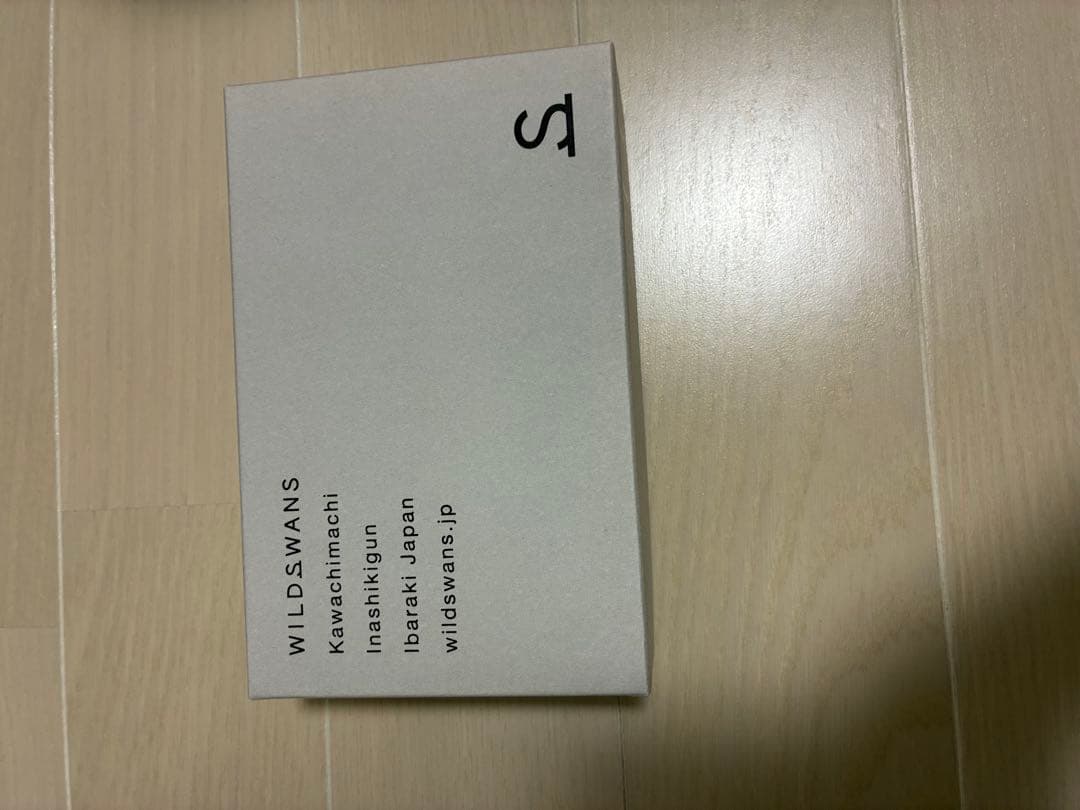 WILDSWANS
Kawachimachi
Inashikigun
Ibaraki Japan
wildswans.jp
S